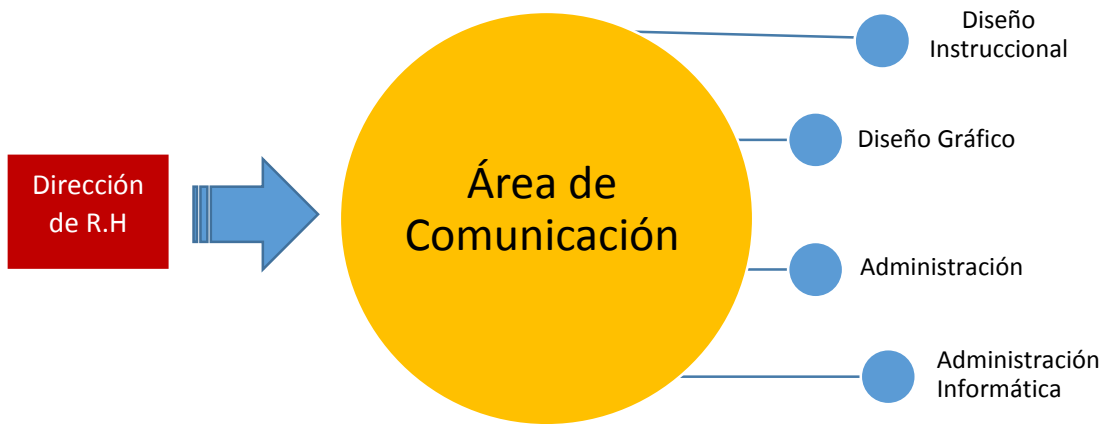 Dirección
de R.H
Área de
Comunicación
Diseño
Instruccional
Diseño Gráfico
Administración
Administración
Informática